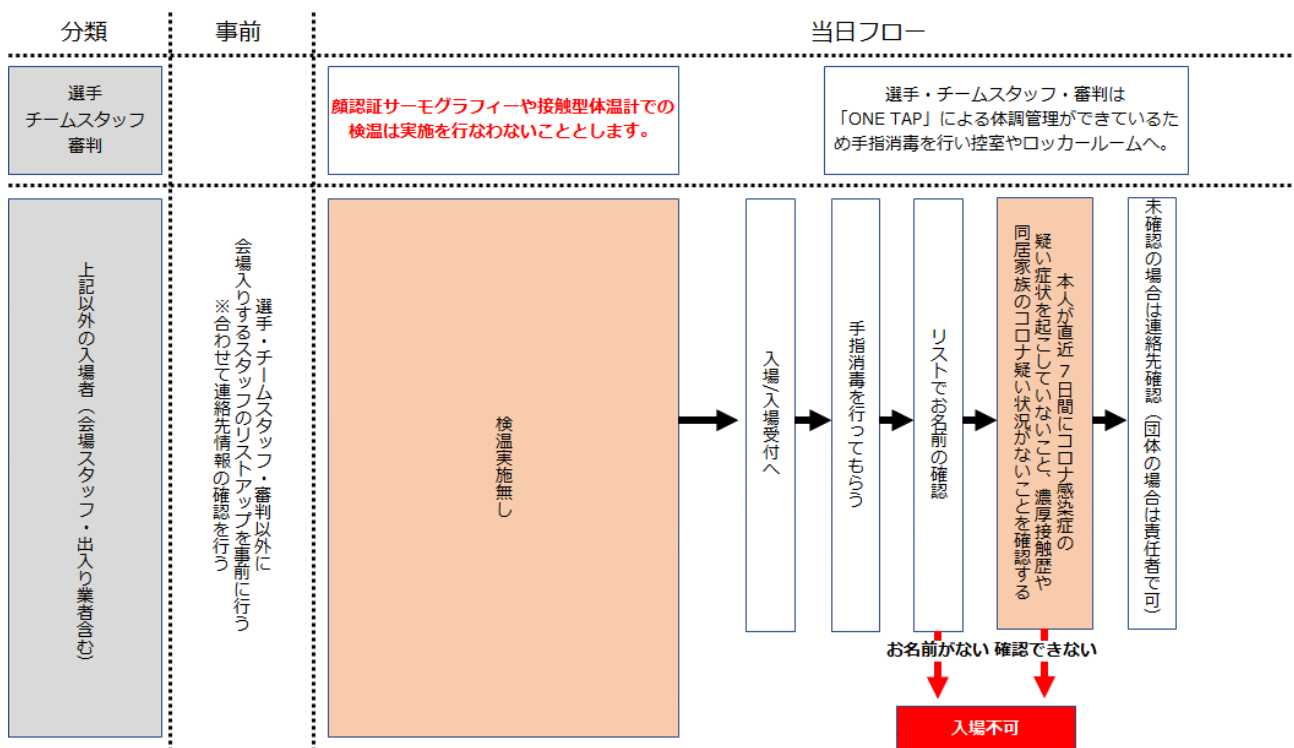 分類
事前
当日フロー
選手
チームスタッフ
審判
顔認証サーモグラフィーや接触型体温計での
検温は実施を行なわないこととします。
選手・チームスタッフ・審判は
「ONE TAP」による体調管理ができているた
め手指消毒を行い控室やロッカールームへ。
上記以外の入場者（会場スタッフ・出入り業者含む）
選手・チームスタッフ・審判以外に
会場入りするスタッフのリストアップを事前に行う
※合わせて連絡先情報の確認を行う
検温実施無し
入場/入場受付へ
手指消毒を行ってもらう
リストでお名前の確認
本人が直近7日間にコロナ感染症の
疑い症状を起こしていないこと、濃厚接触歴や
同居家族のコロナ疑い状況がないことを確認する
未確認の場合は連絡先確認（団体の場合は責任者で可）
お名前がない 確認できない
入場不可